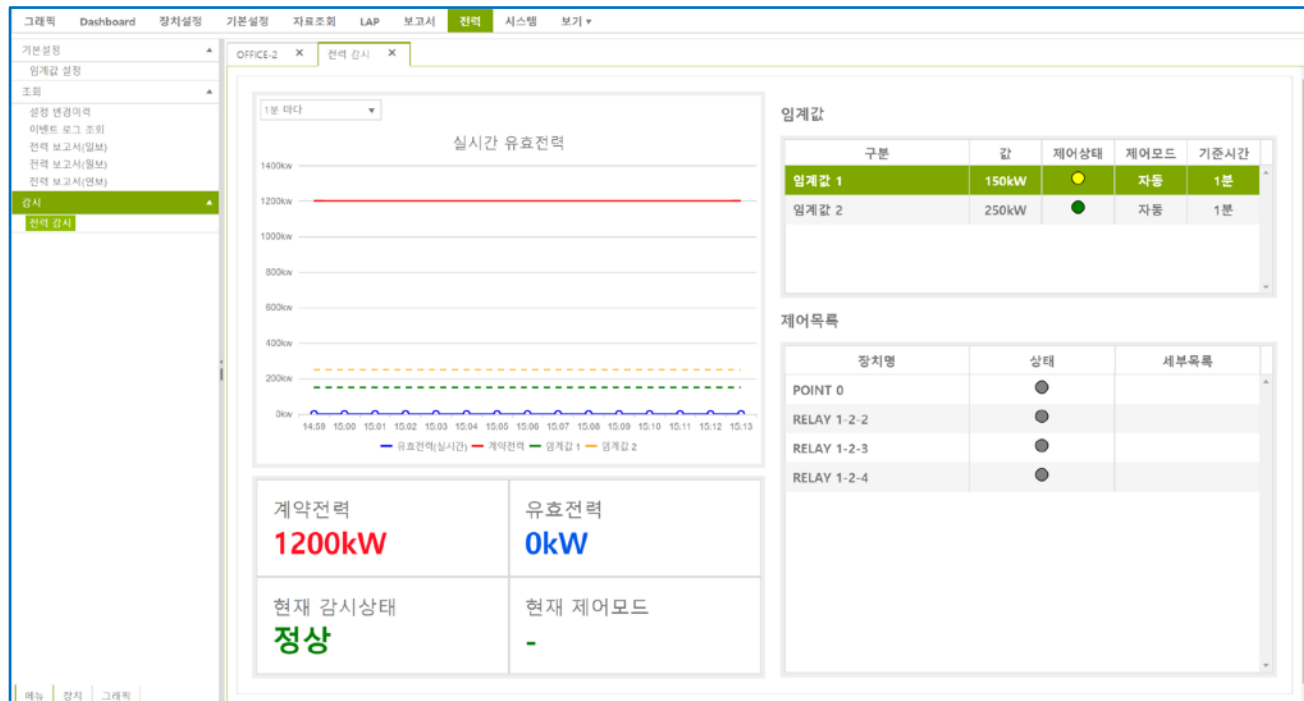 그래픽 Dashboard 장치설정 기본설정 자료조회 LAP 보고서 전력 시스템 보기 ▾
기본설정
임계값 설정
조회
설정 변경이력
이벤트 로그 조회
전력 보고서(일보)
전력 보고서(월보)
전력 보고서(연보)
감시
전력 감시
메뉴 장치 그래픽
OFFICE-2 × 전력 감시 ×
1분 마다
실시간 유효전력
1400kw
1200kw
1000kw
800kw
600kw
400kw
200kw
0kw
14:59 15:00 15:01 15:02 15:03 15:04 15:05 15:06 15:07 15:08 15:09 15:10 15:11 15:12 15:13
유효전력(실시간) 계약전력 임계값 1 임계값 2
계약전력
1200kW
유효전력
0kW
현재 감시상태
정상
현재 제어모드
-
임계값
구분 값 제어상태 제어모드 기준시간
임계값 1 150kW 자동 1분
임계값 2 250kW 자동 1분
제어목록
장치명 상태 세부목록
POINT 0
RELAY 1-2-2
RELAY 1-2-3
RELAY 1-2-4